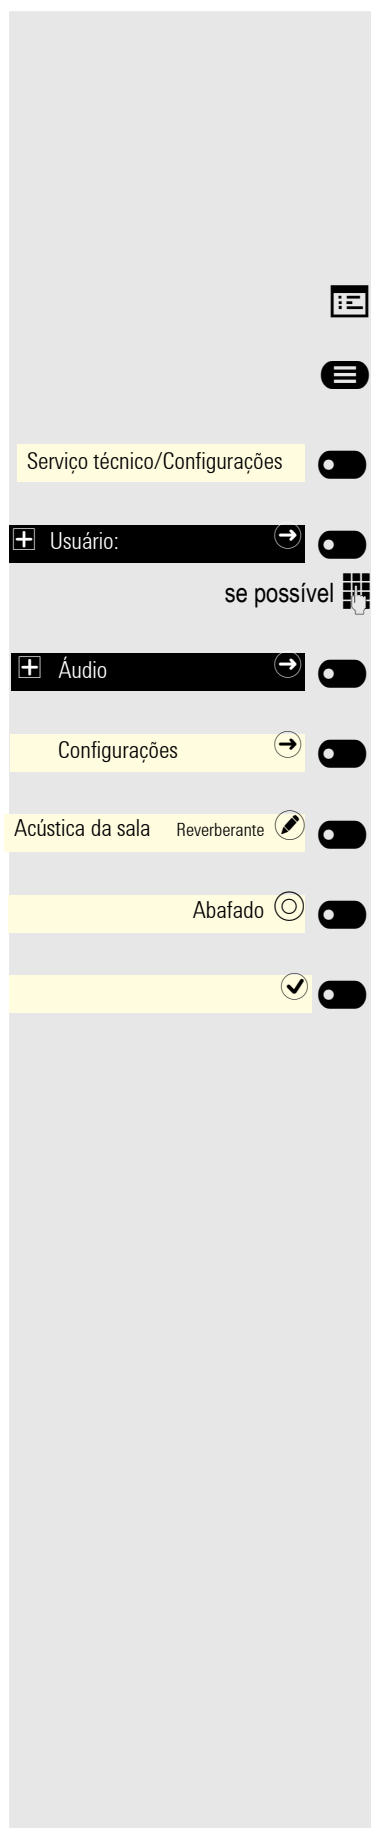 Serviço técnico/Configurações
Usuário:
se possível
Áudio
Configurações
Acústica da sala Reverberante
Abafado